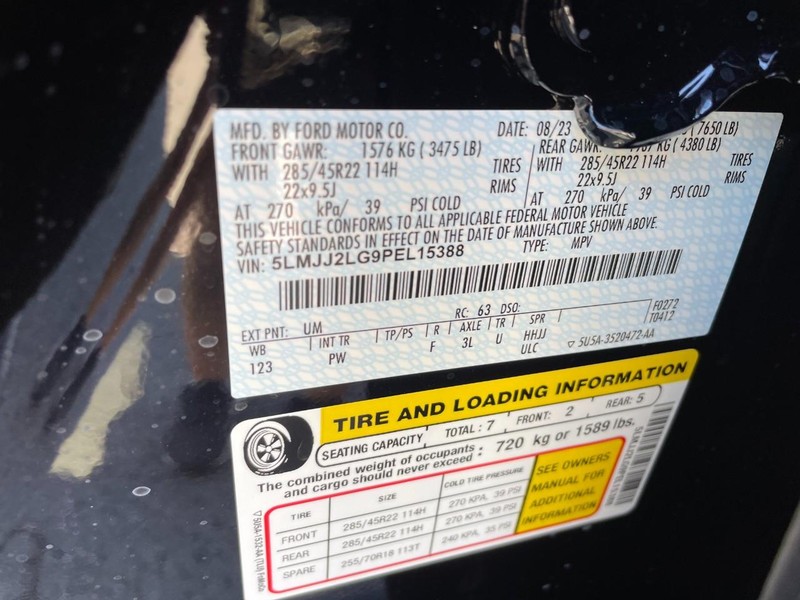 MFD. BY FORD MOTOR CO. DATE: 08/23 (7650 LB)
FRONT GAWR: 1576 KG (3475 LB) REAR GAWR: KG (4380 LB)
WITH 285/45R22 114H TIRES WITH 285/45R22 114H TIRES
22x9.5J RIMS 22x9.5J RIMS
AT 270 kPa/ 39 PSI COLD AT 270 kPa/ 39 PSI COLD
THIS VEHICLE CONFORMS TO ALL APPLICABLE FEDERAL MOTOR VEHICLE
SAFETY STANDARDS IN EFFECT ON THE DATE OF MANUFACTURE SHOWN ABOVE.
VIN: 5LMJJ2LG9PEL15388 TYPE: MPV
EXT PNT: UM RC: 63 DSO: F0272
WB INT TR TP/PS R AXLE TR SPR T0412
123 PW F 3L U HHJJ
ULC ▽ 5U5A-3520472-AA
TIRE AND LOADING INFORMATION
SEATING CAPACITY TOTAL: 7 FRONT: 2 REAR: 5
The combined weight of occupants and cargo should never exceed: 720 kg or 1589 lbs.
TIRE SIZE COLD TIRE PRESSURE
FRONT 285/45R22 114H 270 KPA, 39 PSI
REAR 285/45R22 114H 270 KPA, 39 PSI
SPARE 255/70R18 113T 240 KPA, 35 PSI
SEE OWNERS
MANUAL FOR
ADDITIONAL
INFORMATION